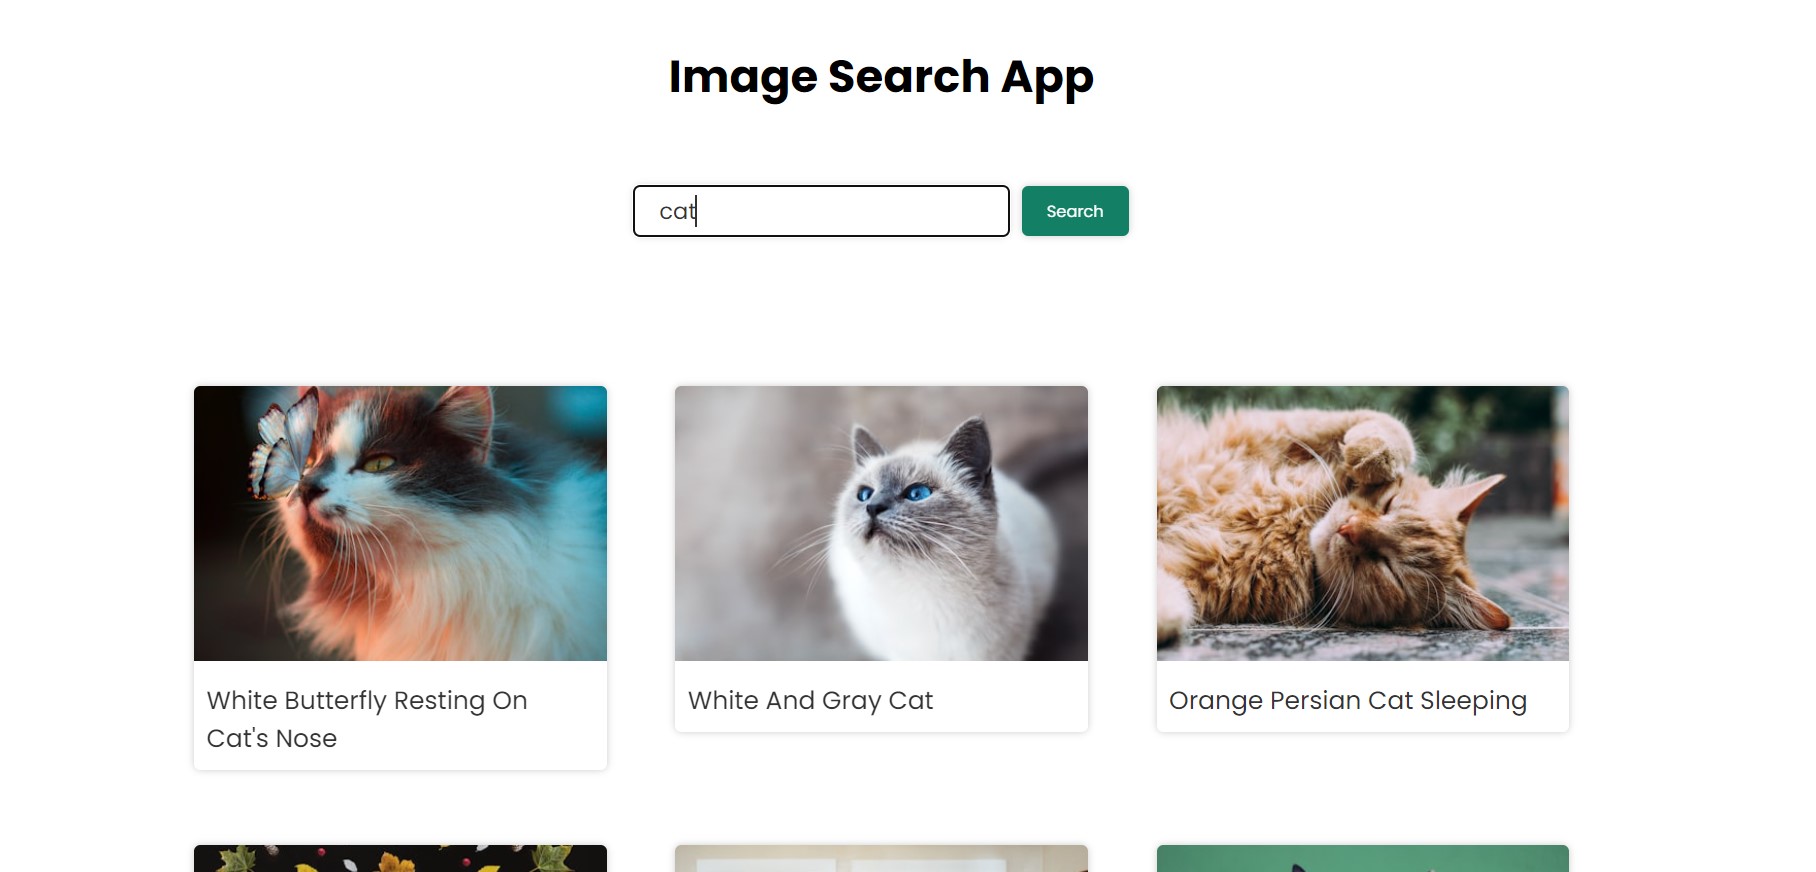 Image Search App
cat
Search
White Butterfly Resting On
Cat's Nose
White And Gray Cat
Orange Persian Cat Sleeping